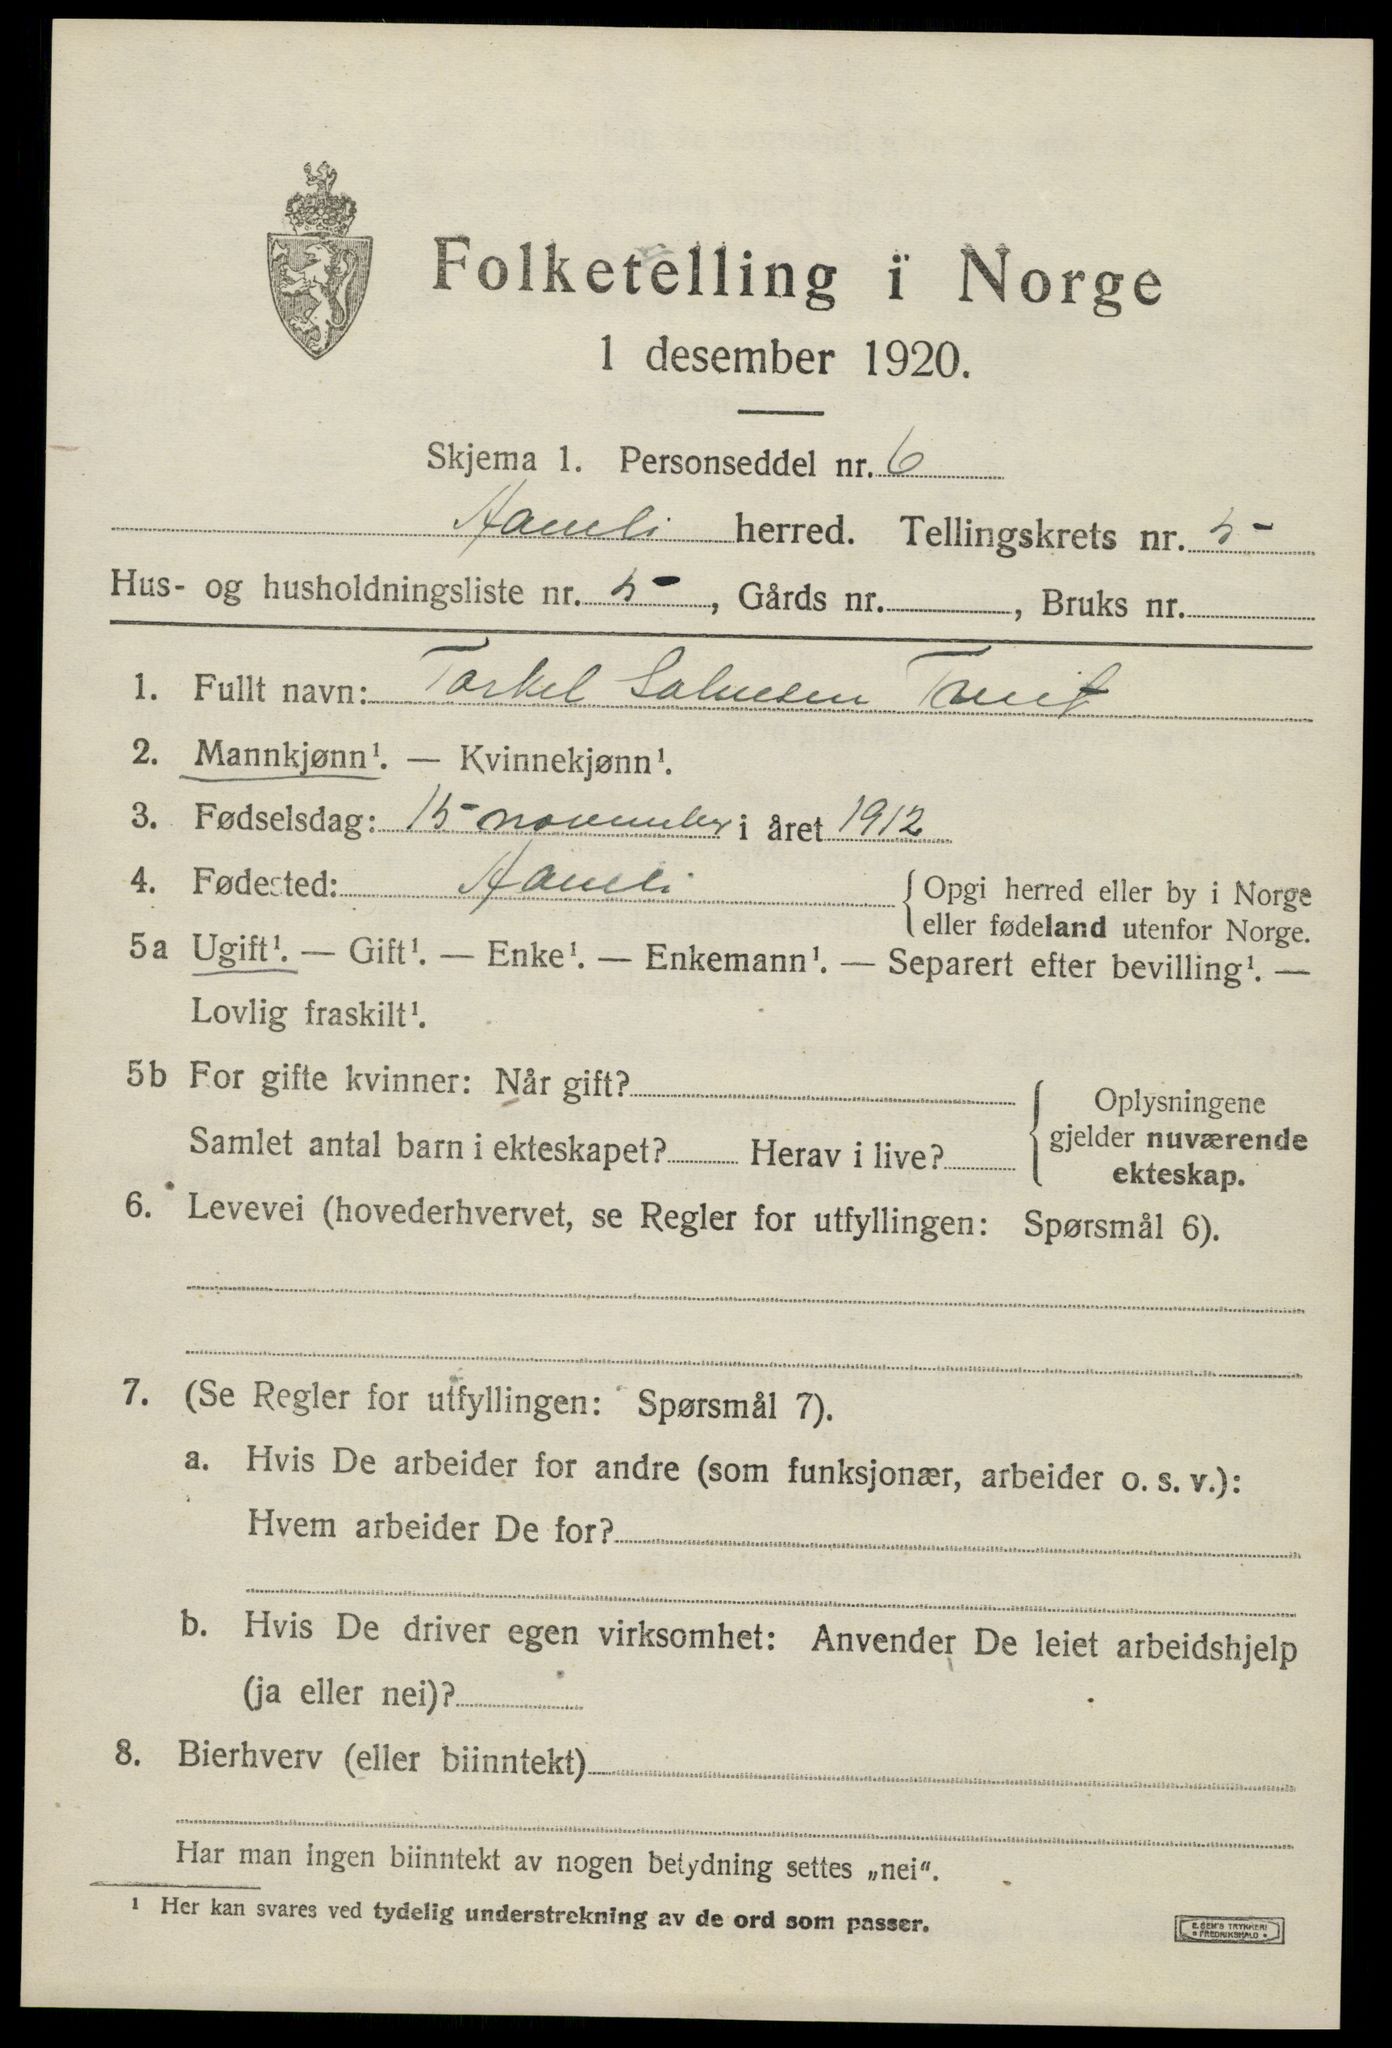 Folketelling i Norge
1 desember 1920.
Skjema 1. Personseddel nr. 6
Aamli herred. Tellingskrets nr. 5
Hus- og husholdningsliste nr. 5, Gårds nr. , Bruks nr.
1. Fullt navn: Torkel Salvesen Tveit
2. Mannkjønn¹. — Kvinnekjønn¹.
3. Fødselsdag: 15 november i året 1912
4. Fødested: Aamli { Opgi herred eller by i Norge
eller fødeland utenfor Norge.
5a Ugift¹. — Gift¹. — Enke¹. — Enkemann¹. — Separert efter bevilling¹. —
Lovlig fraskilt¹.
5b For gifte kvinner: Når gift? { Oplysningene
Samlet antal barn i ekteskapet? Herav i live? gjelder nuværende
ekteskap.
6. Levevei (hovederhvervet, se Regler for utfyllingen: Spørsmål 6).
7. (Se Regler for utfyllingen: Spørsmål 7).
a. Hvis De arbeider for andre (som funksjonær, arbeider o. s. v.):
Hvem arbeider De for?
b. Hvis De driver egen virksomhet: Anvender De leiet arbeidshjelp
(ja eller nei)?
8. Bierhverv (eller biinntekt)
Har man ingen biinntekt av nogen betydning settes „nei“.
¹ Her kan svares ved tydelig understrekning av de ord som passer.
E. SEM'S TRYKKERI
FREDRIKSHALD